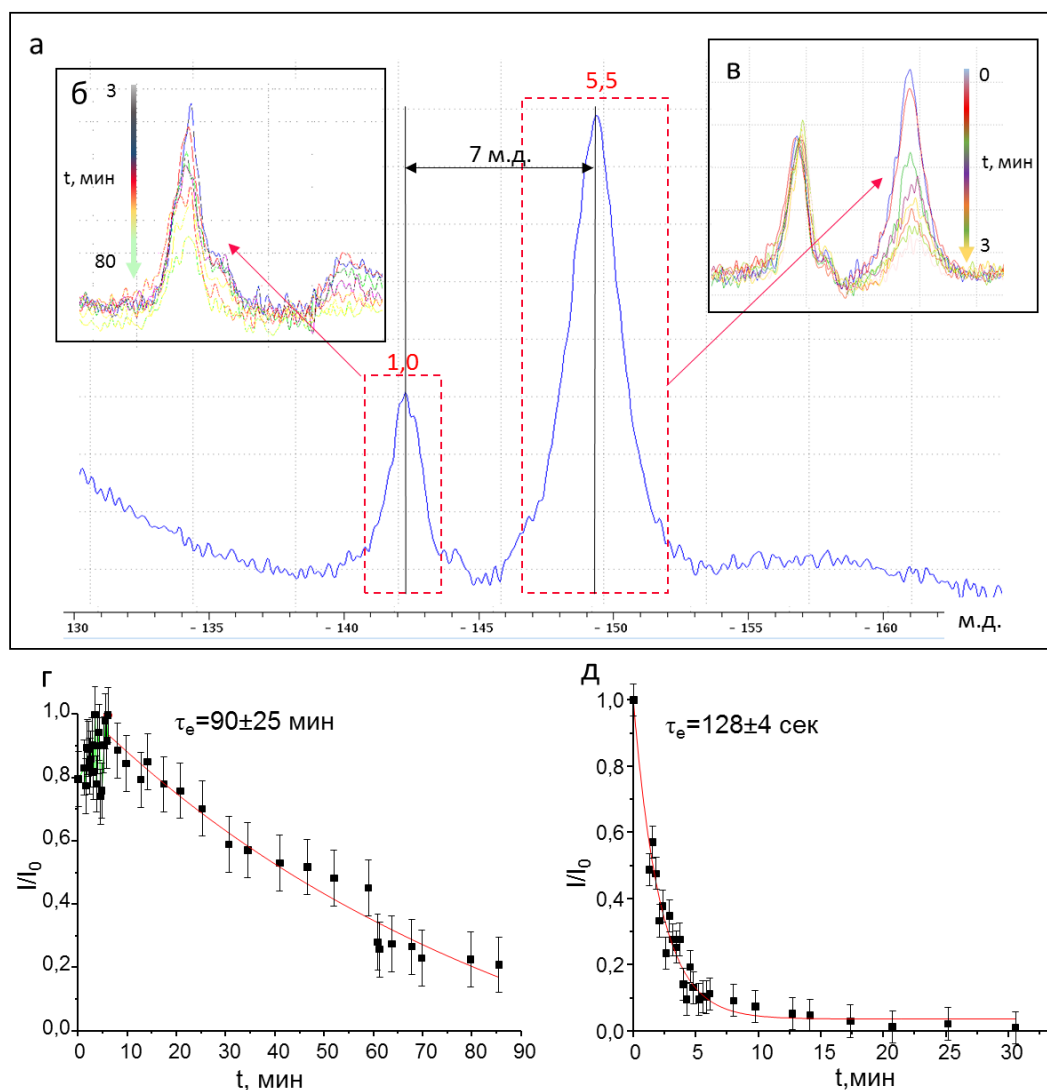 а
б
3
t, мин
80
1,0
7 м.д.
5,5
в
0
t, мин
3
130
- 135
- 140
- 145
- 150
- 155
- 160
м.д.
г
τe=90±25 мин
I/I0
1,0
0,8
0,6
0,4
0,2
0,0
0 10 20 30 40 50 60 70 80 90
t, мин
д
τe=128±4 сек
I/I0
1,0
0,8
0,6
0,4
0,2
0,0
0 5 10 15 20 25 30
t, мин